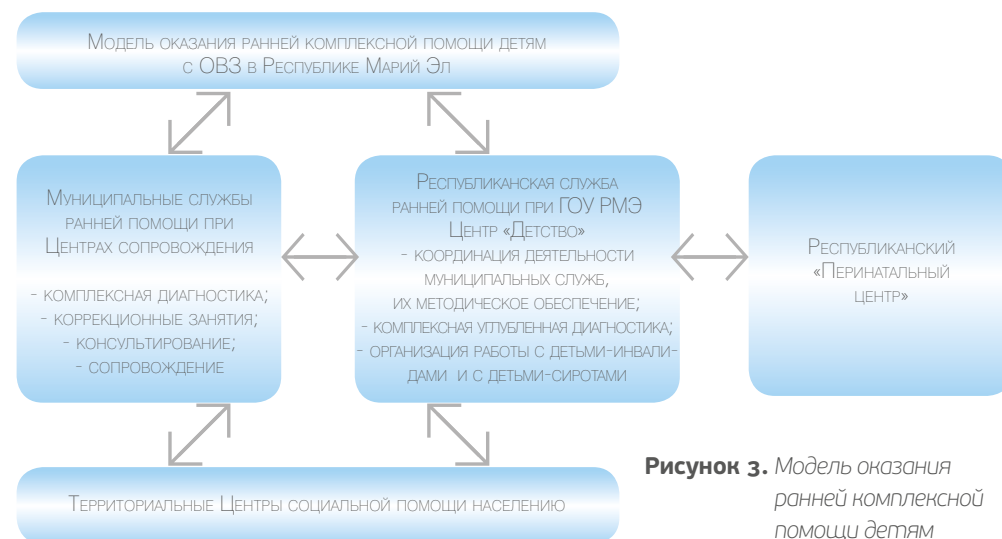 Модель оказания ранней комплексной помощи детям
с ОВЗ в Республике Марий Эл
Муниципальные службы
ранней помощи при
Центрах сопровождения
- комплексная диагностика;
- коррекционные занятия;
- консультирование;
- сопровождение
Республиканская служба
ранней помощи при ГОУ РМЭ
Центр «Детство»
- координация деятельности
муниципальных служб,
их методическое обеспечение;
- комплексная углубленная диагностика;
- организация работы с детьми-инвали-
дами и с детьми-сиротами
Республиканский
«Перинатальный
центр»
Территориальные Центры социальной помощи населению
Рисунок 3. Модель оказания
ранней комплексной
помощи детям